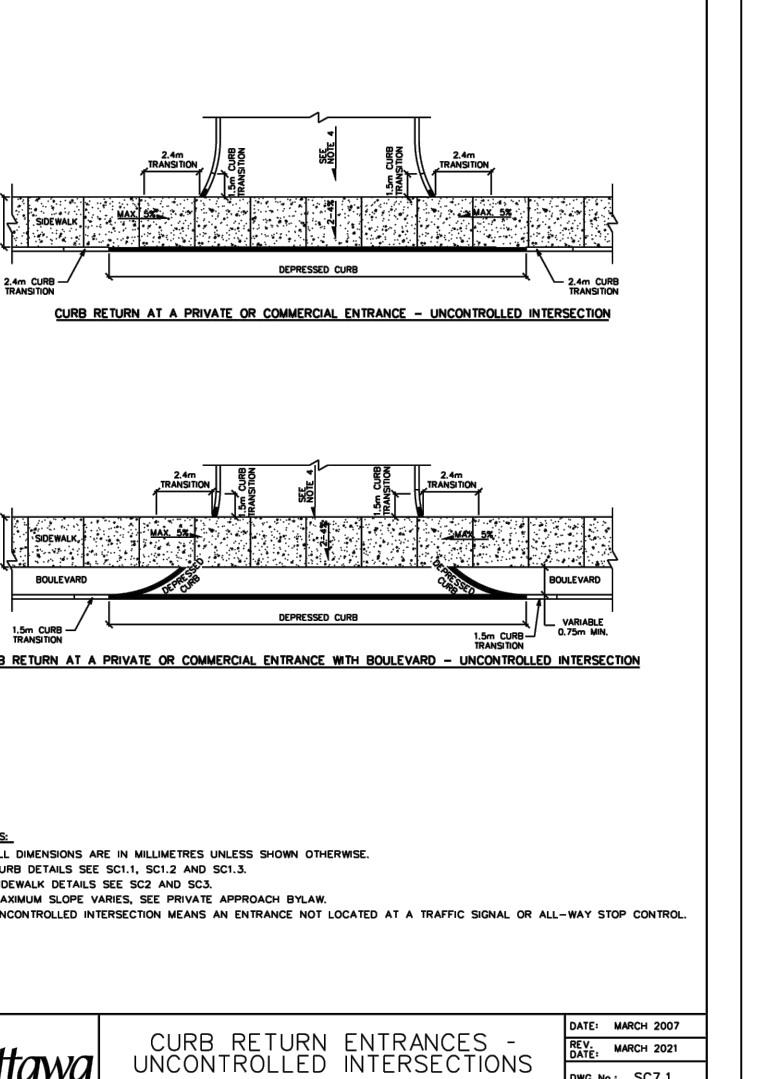 2.4m
TRANSITION
1.5m CURB
TRANSITION
SEE
NOTE 4
1.5m CURB
TRANSITION
2.4m
TRANSITION
SIDEWALK
MAX. 5%
2-4%
MAX. 5%
DEPRESSED CURB
2.4m CURB
TRANSITION
2.4m CURB
TRANSITION
CURB RETURN AT A PRIVATE OR COMMERCIAL ENTRANCE - UNCONTROLLED INTERSECTION
2.4m
TRANSITION
1.5m CURB
TRANSITION
SEE
NOTE 4
1.5m CURB
TRANSITION
2.4m
TRANSITION
SIDEWALK
MAX. 5%
2-4%
MAX. 5%
BOULEVARD
DEPRESSED
CURB
DEPRESSED
CURB
BOULEVARD
DEPRESSED CURB
1.5m CURB
TRANSITION
1.5m CURB
TRANSITION
VARIABLE
0.75m MIN.
B RETURN AT A PRIVATE OR COMMERCIAL ENTRANCE WITH BOULEVARD - UNCONTROLLED INTERSECTION
S:
LL DIMENSIONS ARE IN MILLIMETRES UNLESS SHOWN OTHERWISE.
URB DETAILS SEE SC1.1, SC1.2 AND SC1.3.
IDEWALK DETAILS SEE SC2 AND SC3.
AXIMUM SLOPE VARIES, SEE PRIVATE APPROACH BYLAW.
NCONTROLLED INTERSECTION MEANS AN ENTRANCE NOT LOCATED AT A TRAFFIC SIGNAL OR ALL-WAY STOP CONTROL.
ttawa
CURB RETURN ENTRANCES -
UNCONTROLLED INTERSECTIONS
DATE: MARCH 2007
REV.
DATE: MARCH 2021
DWG. No.: SC7.1